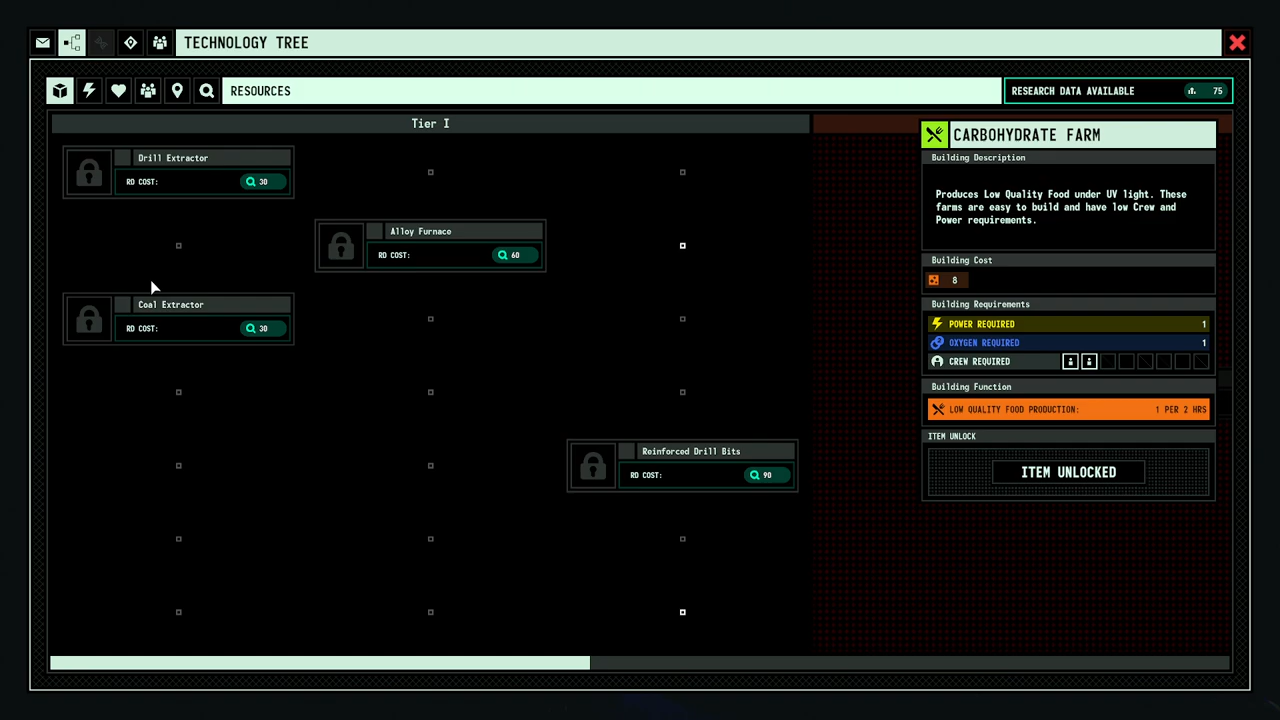 TECHNOLOGY TREE
RESOURCES
RESEARCH DATA AVAILABLE 75
Tier I
Drill Extractor
RD COST: 30
Alloy Furnace
RD COST: 60
Coal Extractor
RD COST: 30
Reinforced Drill Bits
RD COST: 90
CARBOHYDRATE FARM
Building Description
Produces Low Quality Food under UV light. These
farms are easy to build and have low Crew and
Power requirements.
Building Cost
8
Building Requirements
POWER REQUIRED 1
OXYGEN REQUIRED 1
CREW REQUIRED
Building Function
LOW QUALITY FOOD PRODUCTION: 1 PER 2 HRS
ITEM UNLOCK
ITEM UNLOCKED